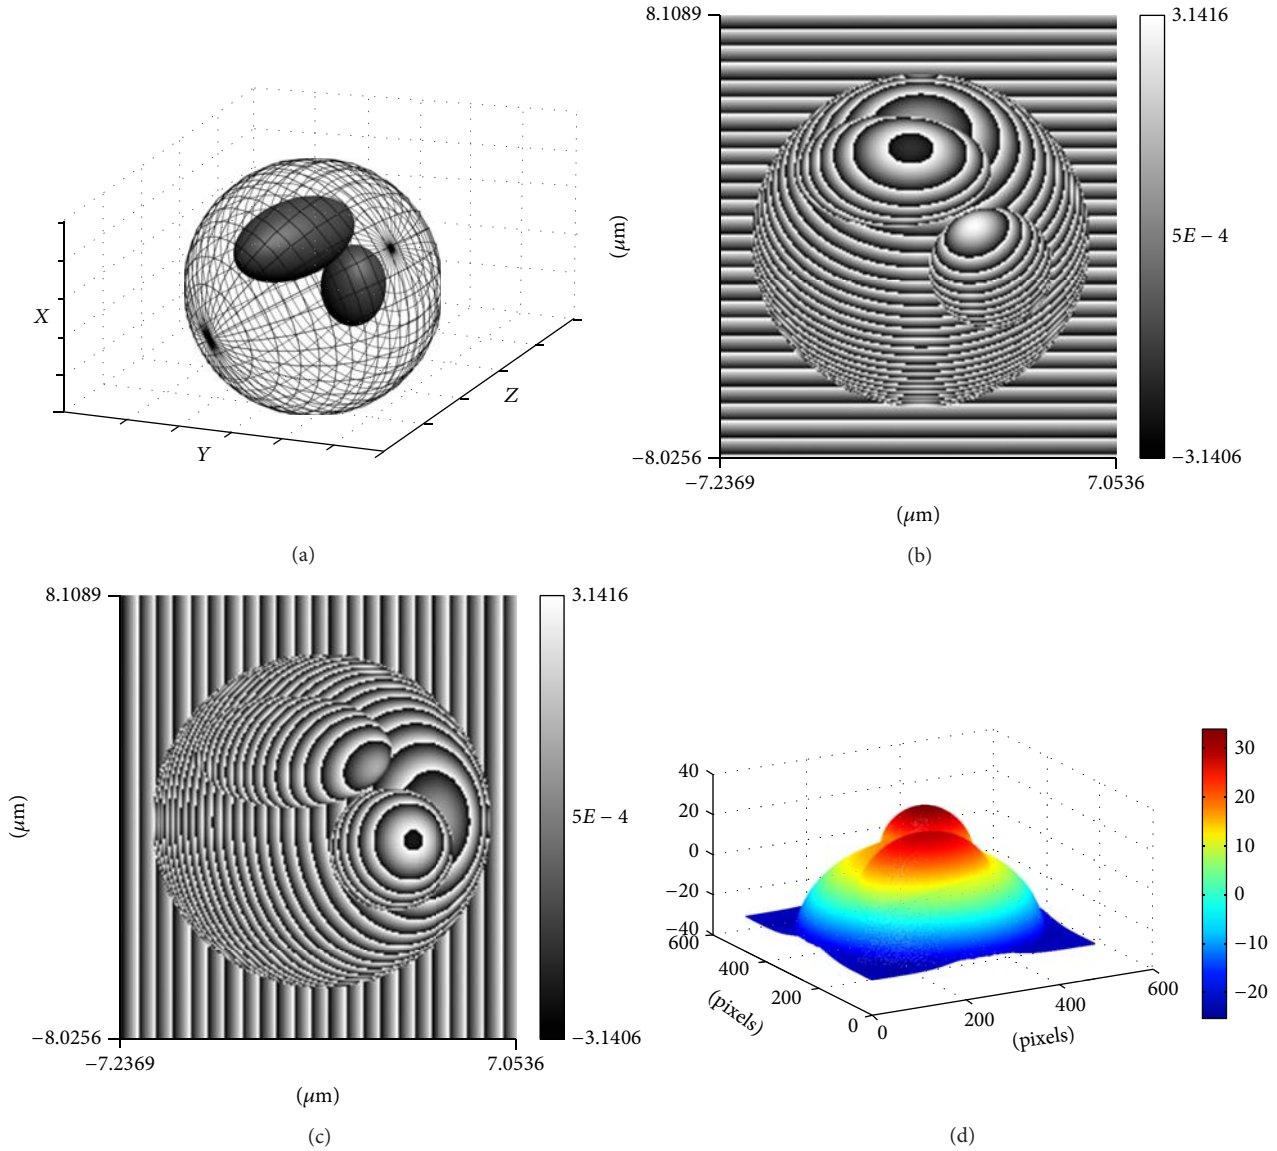 X
Y
Z
(a)
8.1089
−8.0256
−7.2369
7.0536
(μm)
(μm)
3.1416
5E − 4
−3.1406
(b)
8.1089
−8.0256
−7.2369
7.0536
(μm)
(μm)
3.1416
5E − 4
−3.1406
(c)
40
20
0
−20
−40
600
400
200
0
(pixels)
0
200
400
600
(pixels)
30
20
10
0
−10
−20
(d)